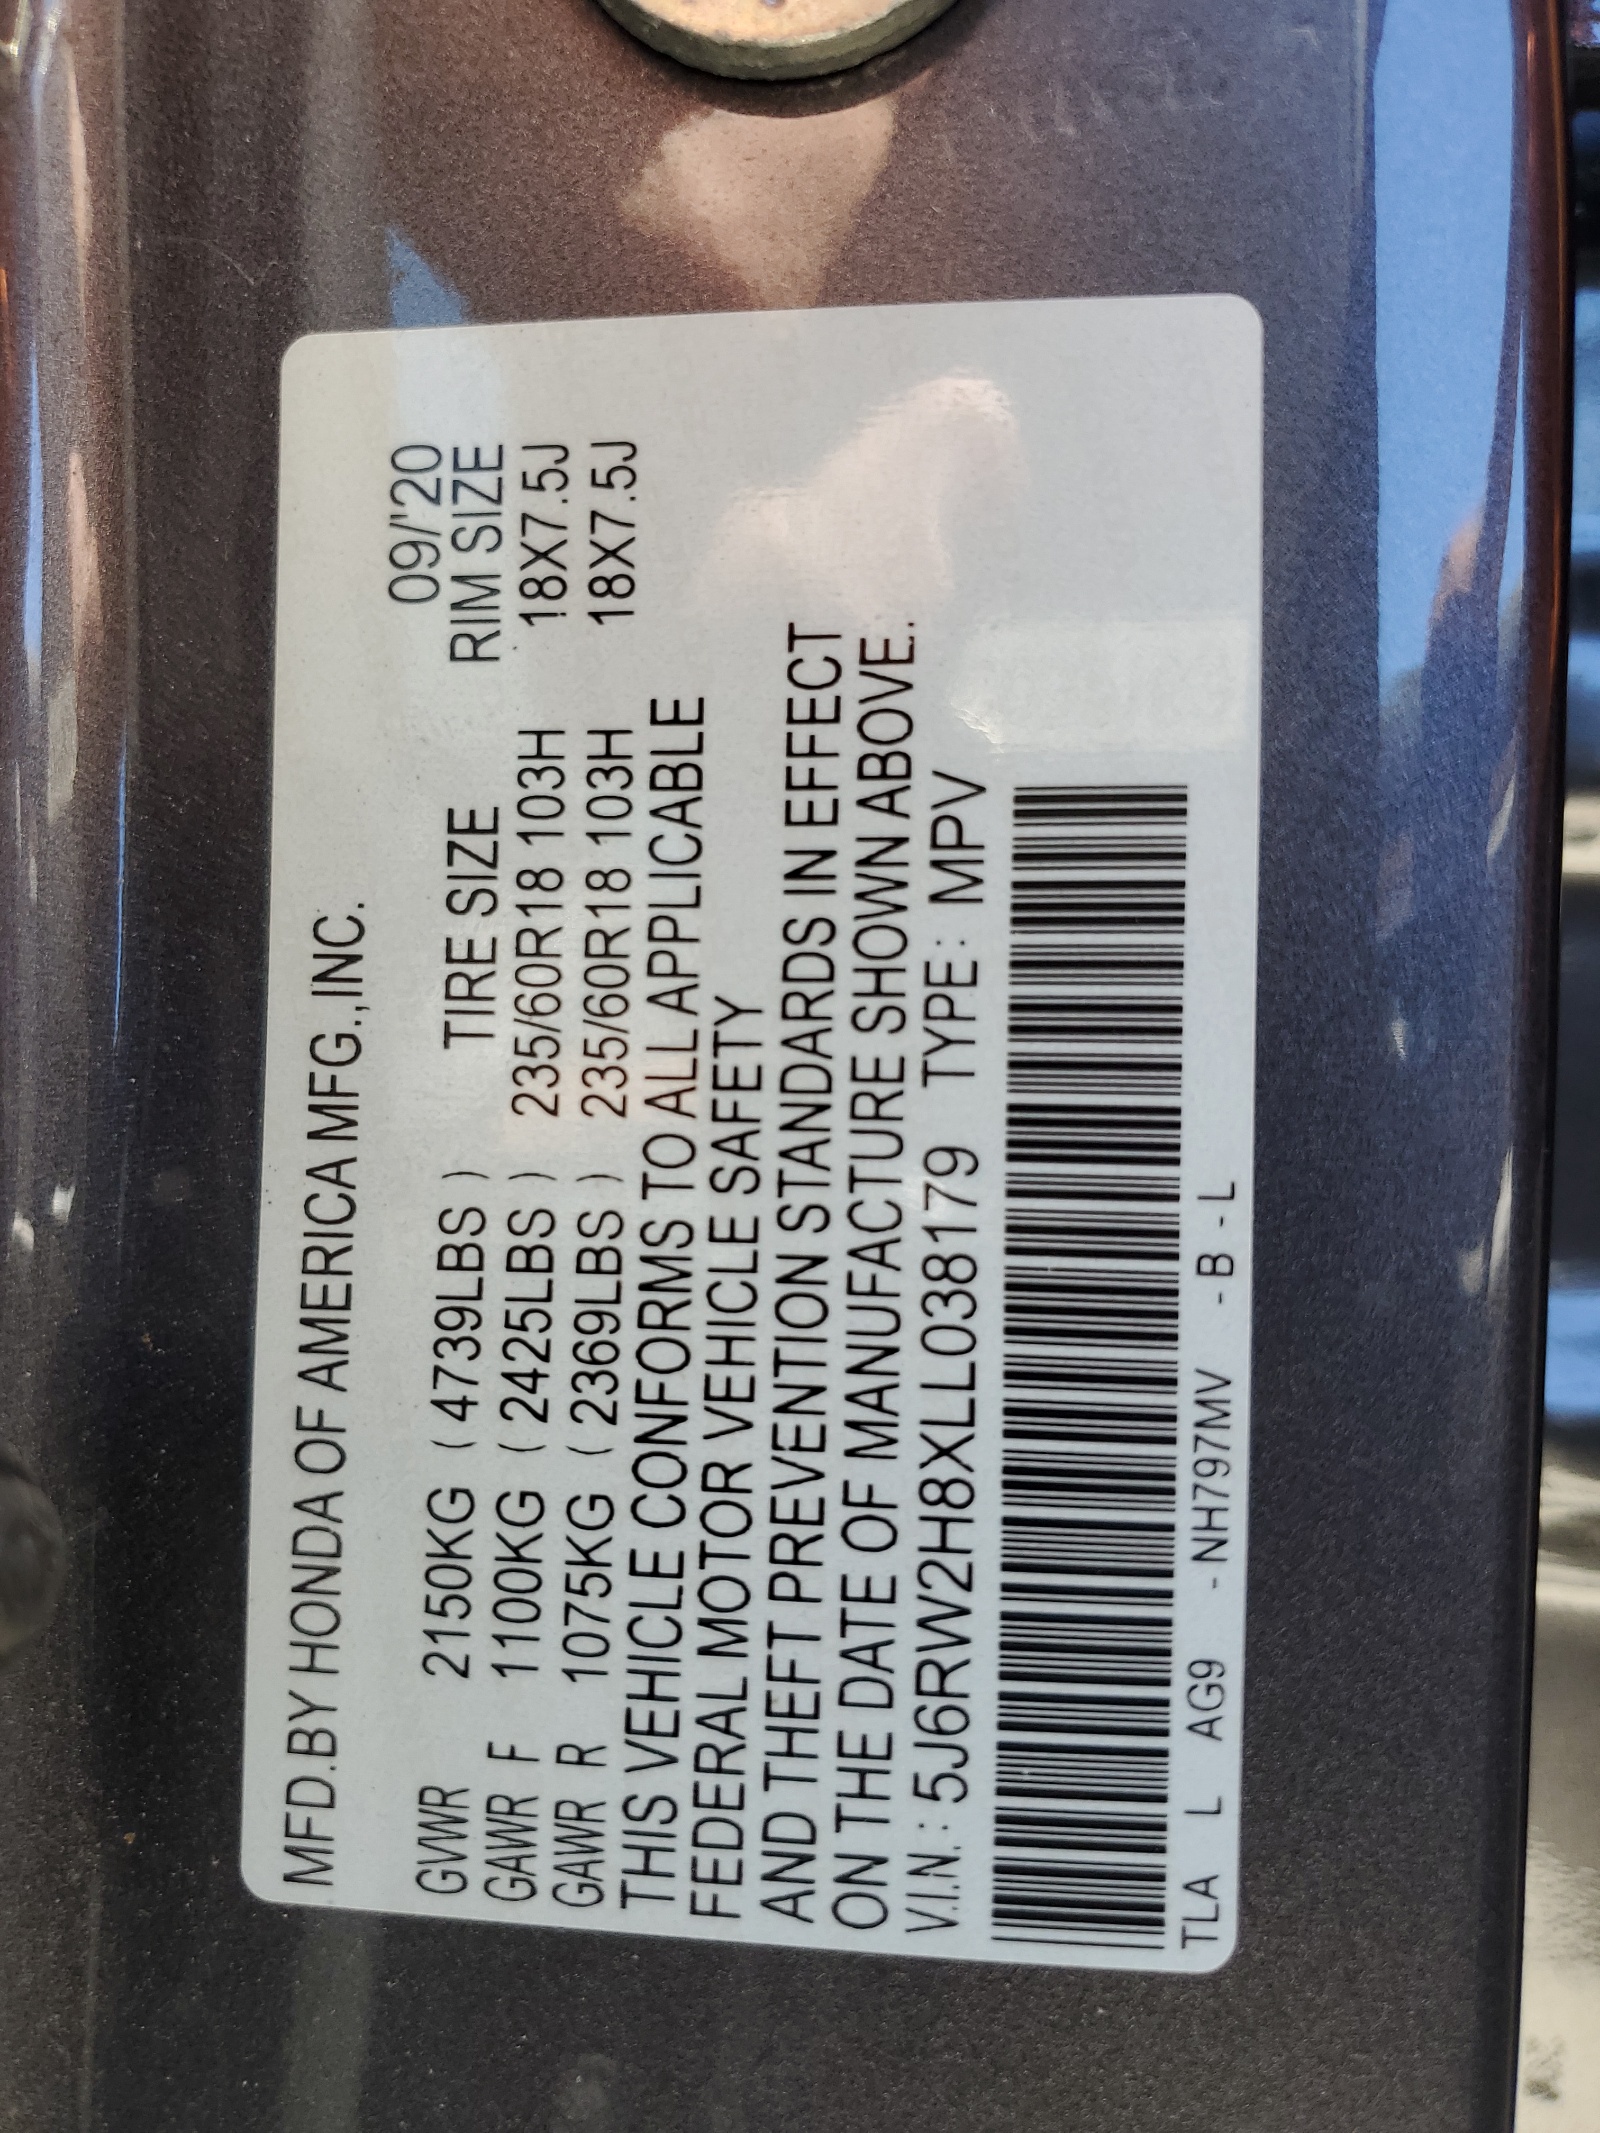 MFD.BY HONDA OF AMERICA MFG.,INC.
09/'20
TIRE SIZE RIM SIZE
GVWR 2150KG ( 4739LBS )
GAWR F 1100KG ( 2425LBS ) 235/60R18 103H 18X7.5J
GAWR R 1075KG ( 2369LBS ) 235/60R18 103H 18X7.5J
THIS VEHICLE CONFORMS TO ALL APPLICABLE
FEDERAL MOTOR VEHICLE SAFETY
AND THEFT PREVENTION STANDARDS IN EFFECT
ON THE DATE OF MANUFACTURE SHOWN ABOVE.
V.I.N.: 5J6RW2H8XLL038179 TYPE: MPV
TLA L AG9 -NH797MV -B-L